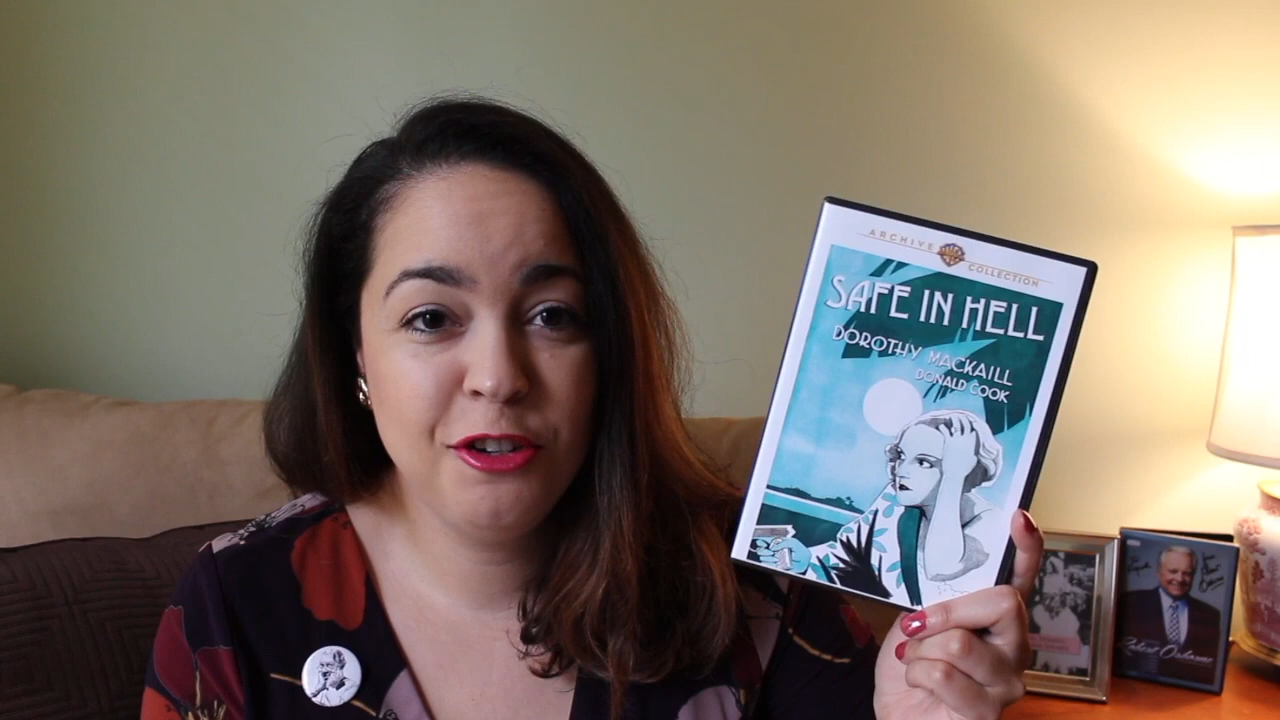 ARCHIVE
COLLECTION
SAFE IN HELL
DOROTHY MACKAILL
DONALD COOK
Robert Osborne